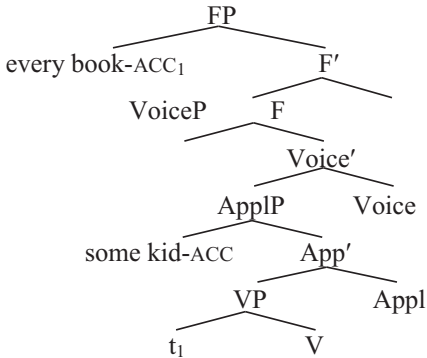 FP
every book-ACC₁ F′
VoiceP F
Voice′
ApplP Voice
some kid-ACC App′
VP Appl
t₁ V